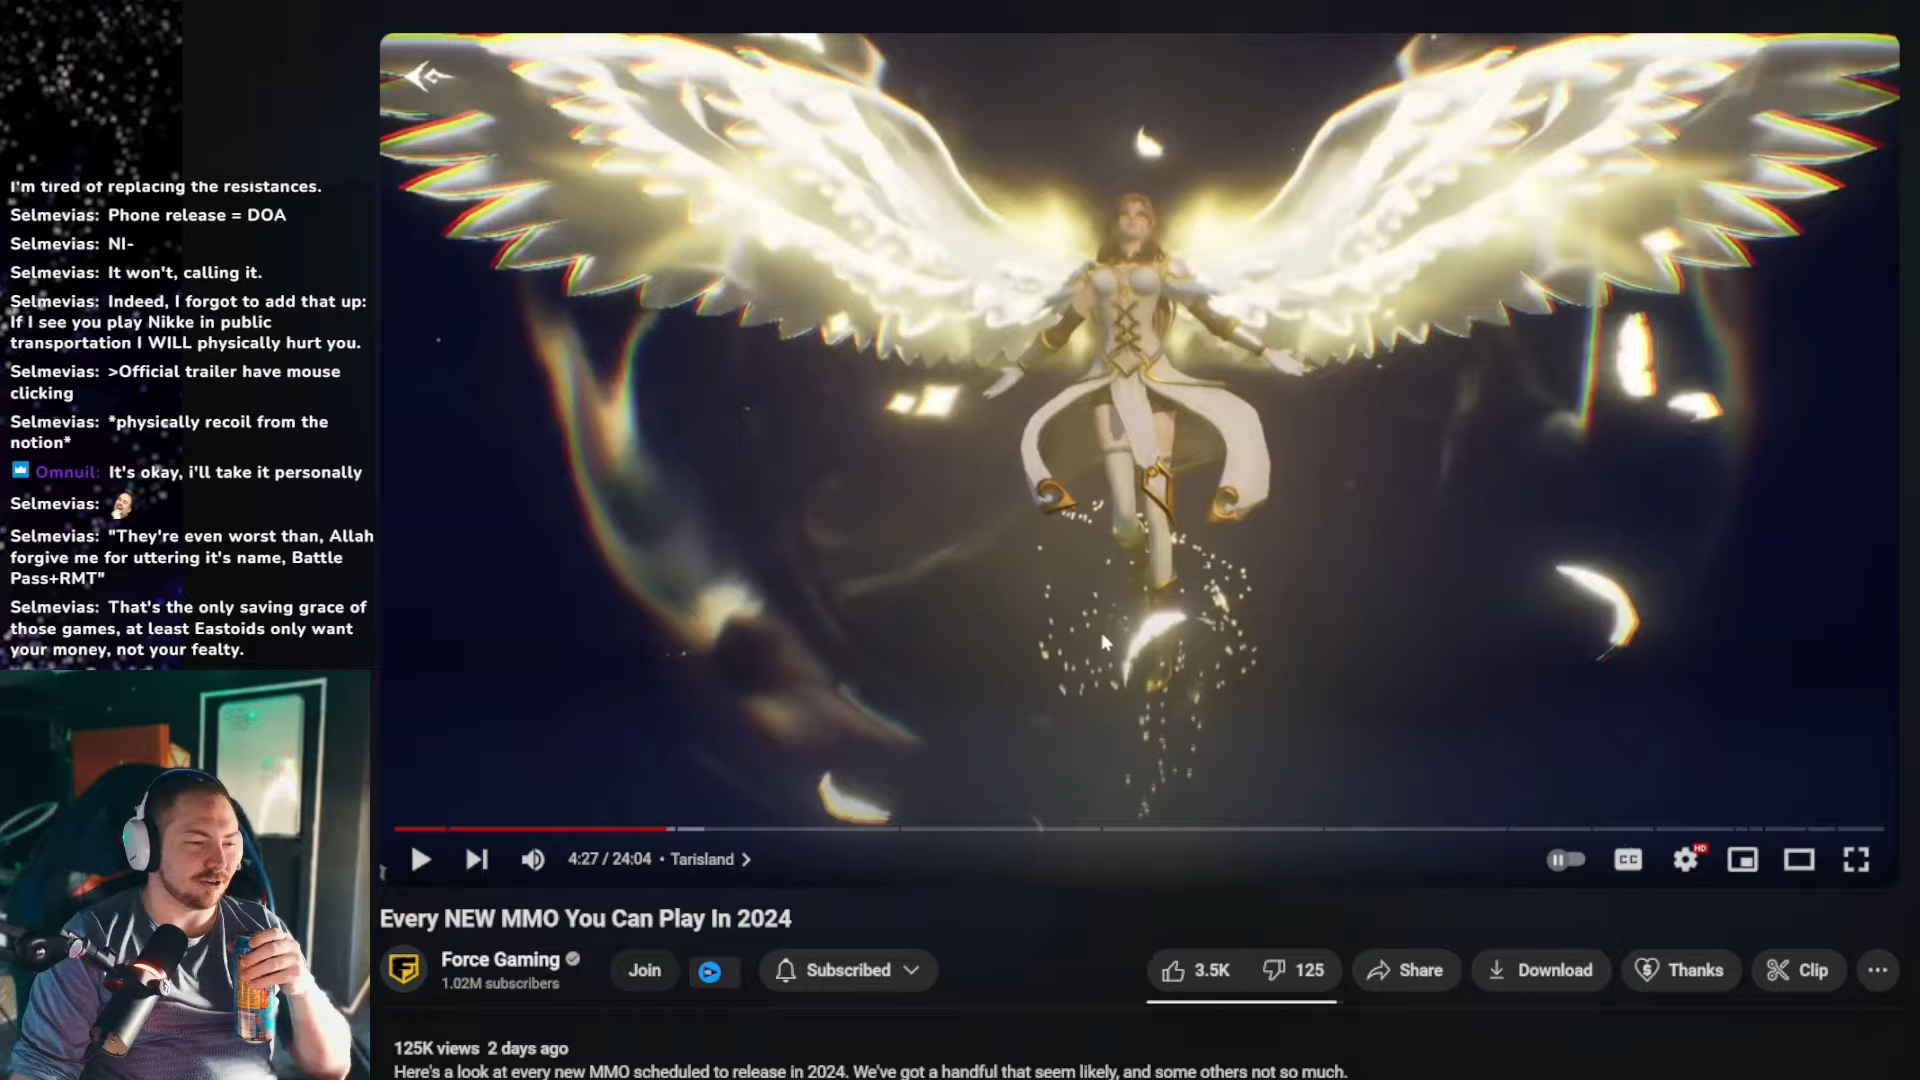 I'm tired of replacing the resistances.
Selmevias: Phone release = DOA
Selmevias: NI-
Selmevias: It won't, calling it.
Selmevias: Indeed, I forgot to add that up:
If I see you play Nikke in public
transportation I WILL physically hurt you.
Selmevias: >Official trailer have mouse
clicking
Selmevias: *physically recoil from the
notion*
Omnuil: It's okay, i'll take it personally
Selmevias:
Selmevias: "They're even worst than, Allah
forgive me for uttering it's name, Battle
Pass+RMT"
Selmevias: That's the only saving grace of
those games, at least Eastoids only want
your money, not your fealty.
4:27 / 24:04 • Tarisland
CC
HD
Every NEW MMO You Can Play In 2024
Force Gaming
1.02M subscribers
Join
Subscribed
3.5K
125
Share
Download
Thanks
Clip
125K views 2 days ago
Here's a look at every new MMO scheduled to release in 2024. We've got a handful that seem likely, and some others not so much.